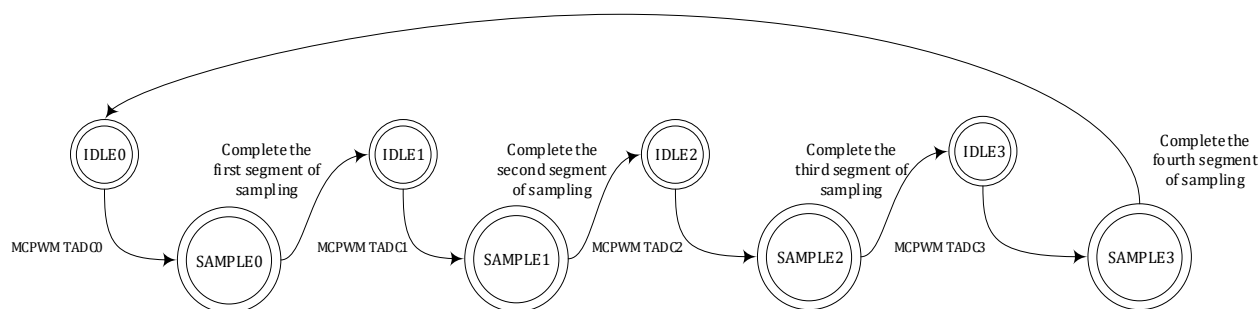 IDLE0
Complete the
first segment of
sampling
IDLE1
Complete the
second segment
of sampling
IDLE2
Complete the
third segment of
sampling
IDLE3
Complete the
fourth segment
of sampling
MCPWM TADC0
SAMPLE0
MCPWM TADC1
SAMPLE1
MCPWM TADC2
SAMPLE2
MCPWM TADC3
SAMPLE3